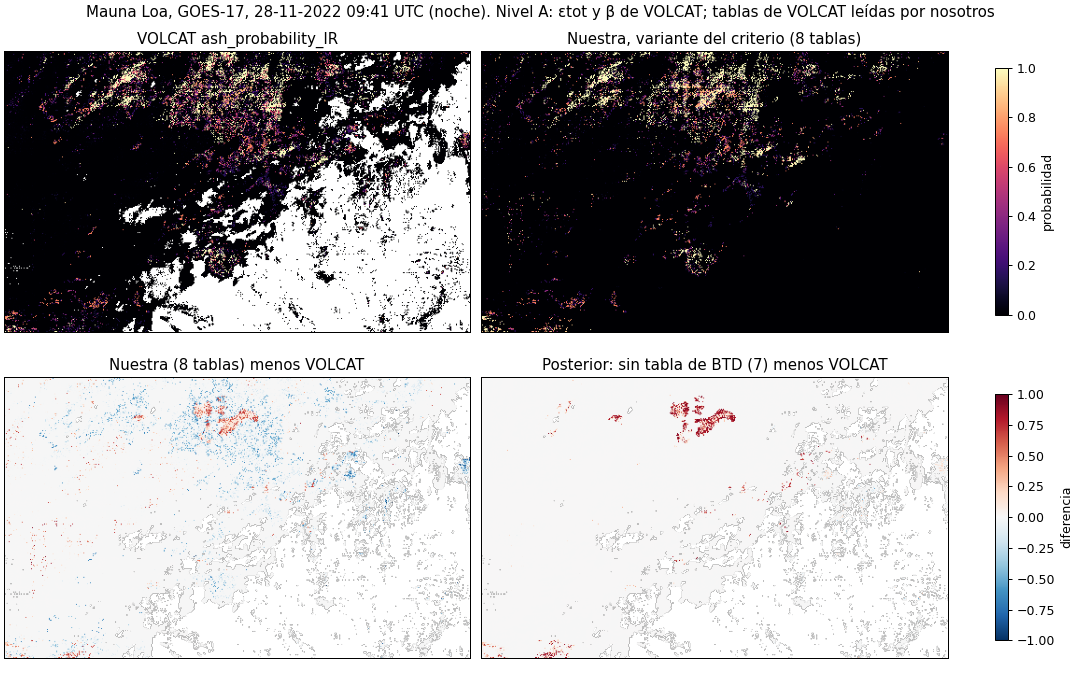 Mauna Loa, GOES-17, 28-11-2022 09:41 UTC (noche). Nivel A: εtot y β de VOLCAT; tablas de VOLCAT leídas por nosotros
VOLCAT ash_probability_IR
Nuestra, variante del criterio (8 tablas)
1.0
0.8
0.6
0.4
0.2
0.0
probabilidad
Nuestra (8 tablas) menos VOLCAT
Posterior: sin tabla de BTD (7) menos VOLCAT
1.00
0.75
0.50
0.25
0.00
−0.25
−0.50
−0.75
−1.00
diferencia